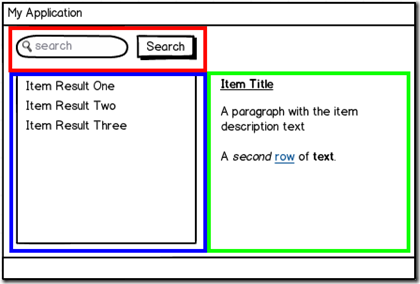 My Application
search
Search
Item Result One
Item Result Two
Item Result Three
Item Title
A paragraph with the item
description text
A second row of text.